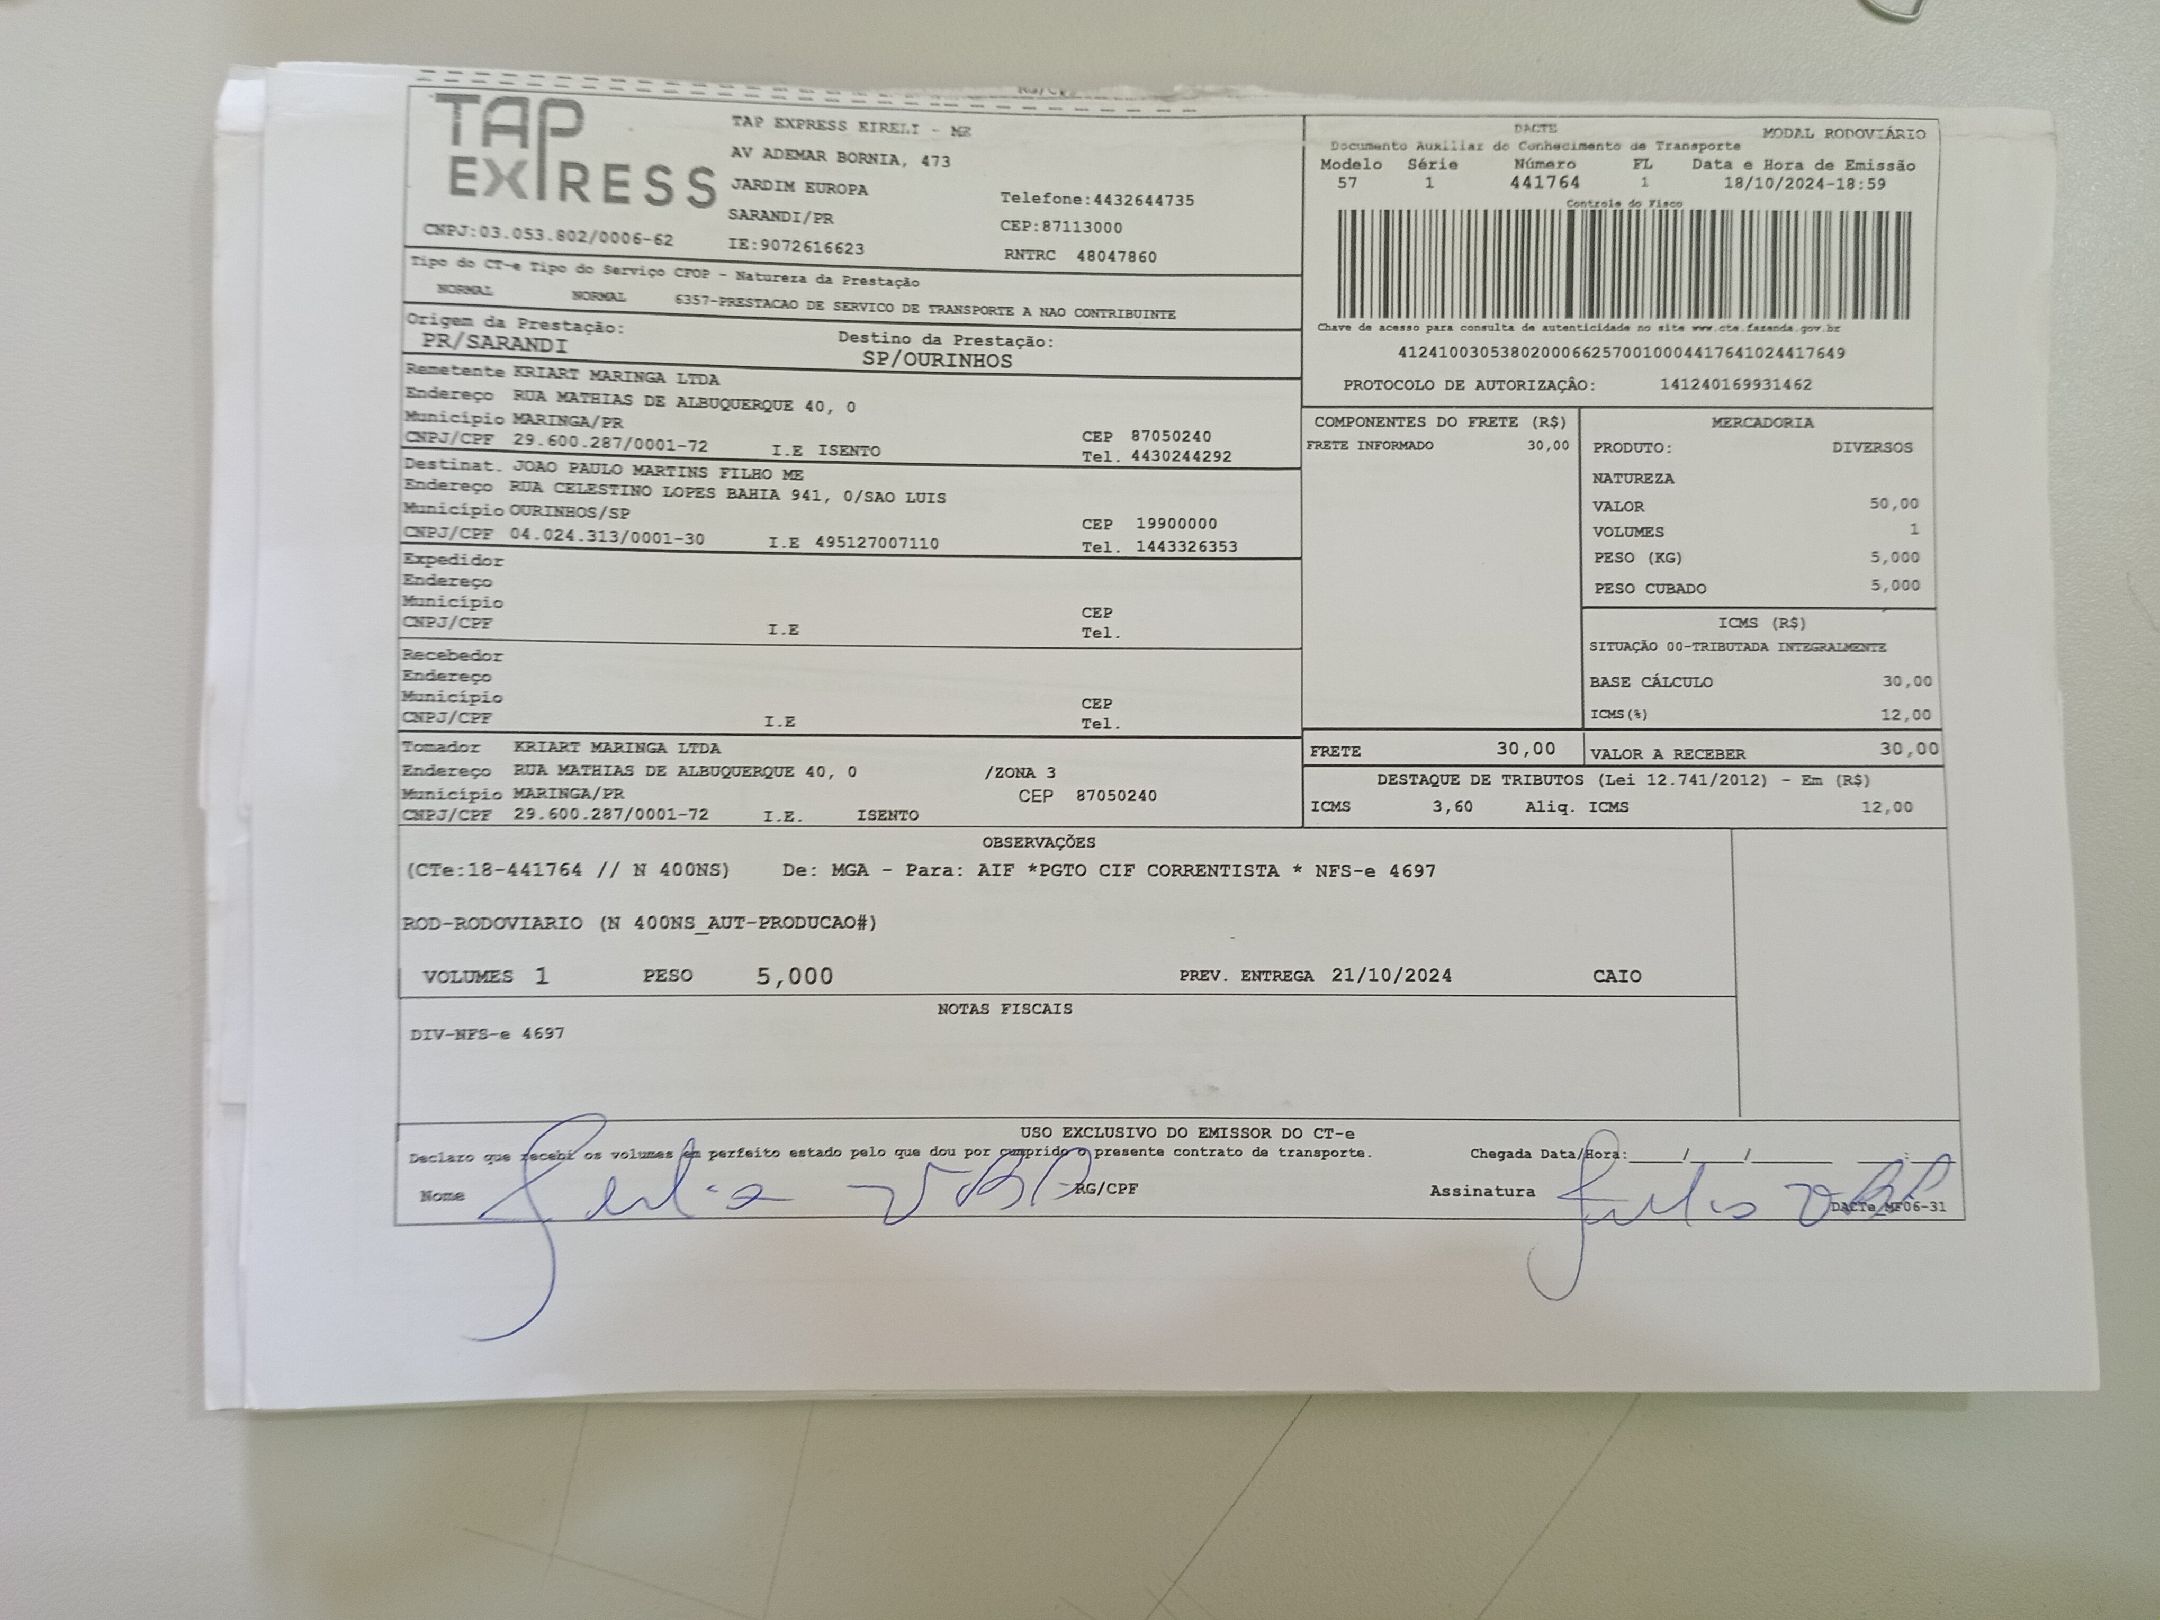 TAP
EXPRESS
CNPJ:03.053.802/0006-62
TAP EXPRESS EIRELI - ME
AV ADEMAR BORNIA, 473
JARDIM EUROPA
SARANDI/PR
IE:9072616623
Telefone:4432644735
CEP:87113000
RNTRC 48047860
DACTE
MODAL RODOVIÁRIO
Documento Auxiliar do Conhecimento de Transporte
Modelo Série Número FL Data e Hora de Emissão
57 1 441764 1 18/10/2024-18:59
Controle do Fisco
Chave de acesso para consulta de autenticidade no site www.cte.fazenda.gov.br
41241003053802000662570010004417641024417649
PROTOCOLO DE AUTORIZAÇÂO: 141240169931462
Tipo do CT-e Tipo do Serviço CFOP - Natureza da Prestação
NORMAL NORMAL 6357-PRESTACAO DE SERVICO DE TRANSPORTE A NAO CONTRIBUINTE
Origem da Prestação: Destino da Prestação:
PR/SARANDI SP/OURINHOS
Remetente KRIART MARINGA LTDA
Endereço RUA MATHIAS DE ALBUQUERQUE 40, 0
Município MARINGA/PR CEP 87050240
CNPJ/CPF 29.600.287/0001-72 I.E ISENTO Tel. 4430244292
Destinat. JOAO PAULO MARTINS FILHO ME
Endereço RUA CELESTINO LOPES BAHIA 941, 0/SAO LUIS
Município OURINHOS/SP CEP 19900000
CNPJ/CPF 04.024.313/0001-30 I.E 495127007110 Tel. 1443326353
Expedidor
Endereço
Município CEP
CNPJ/CPF I.E Tel.
Recebedor
Endereço
Município CEP
CNPJ/CPF I.E Tel.
Tomador KRIART MARINGA LTDA
Endereço RUA MATHIAS DE ALBUQUERQUE 40, 0 /ZONA 3
Município MARINGA/PR CEP 87050240
CNPJ/CPF 29.600.287/0001-72 I.E. ISENTO
COMPONENTES DO FRETE (R$)
FRETE INFORMADO 30,00
MERCADORIA
PRODUTO: DIVERSOS
NATUREZA
VALOR 50,00
VOLUMES 1
PESO (KG) 5,000
PESO CUBADO 5,000
ICMS (R$)
SITUAÇÃO 00-TRIBUTADA INTEGRALMENTE
BASE CÁLCULO 30,00
ICMS(%) 12,00
FRETE 30,00 VALOR A RECEBER 30,00
DESTAQUE DE TRIBUTOS (Lei 12.741/2012) - Em (R$)
ICMS 3,60 Aliq. ICMS 12,00
OBSERVAÇÕES
(CTe:18-441764 // N 400NS) De: MGA - Para: AIF *PGTO CIF CORRENTISTA * NFS-e 4697
ROD-RODOVIARIO (N 400NS_AUT-PRODUCAO#)
VOLUMES 1 PESO 5,000 PREV. ENTREGA 21/10/2024 CAIO
NOTAS FISCAIS
DIV-NFS-e 4697
USO EXCLUSIVO DO EMISSOR DO CT-e
Declaro que recebi os volumes em perfeito estado pelo que dou por cumprido o presente contrato de transporte. Chegada Data/Hora:____/____/______ ___:___
Nome RG/CPF Assinatura
DACTe_MF06-31